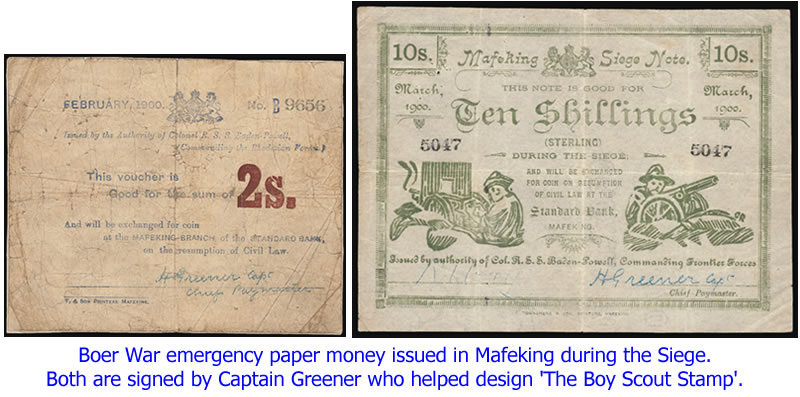 FEBRUARY, 1900. No. B 9656
Issued by the Authority of Colonel R. S. S. Baden-Powell,
(Commanding the Rhodesian Forces)
This voucher is
Good for the sum of 2s.
And will be exchanged for coin
at the MAFEKING BRANCH of the STANDARD BANK,
on the resumption of Civil Law.
H Greener Capt
Chief Paymaster
PRINTERS MAFEKING.
10s. Mafeking Siege Note. 10s.
March, 1900. THIS NOTE IS GOOD FOR March, 1900.
Ten Shillings
(STERLING)
5047 DURING THE SIEGE: 5047
AND WILL BE EXCHANGED
FOR COIN ON RESUMPTION
OF CIVIL LAW AT THE
Standard Bank,
MAFEKING.
Issued by authority of Col. R. S. S. Baden-Powell, Commanding Frontier Forces
H Greener Capt
Chief Paymaster.
Boer War emergency paper money issued in Mafeking during the Siege.
Both are signed by Captain Greener who helped design 'The Boy Scout Stamp'.